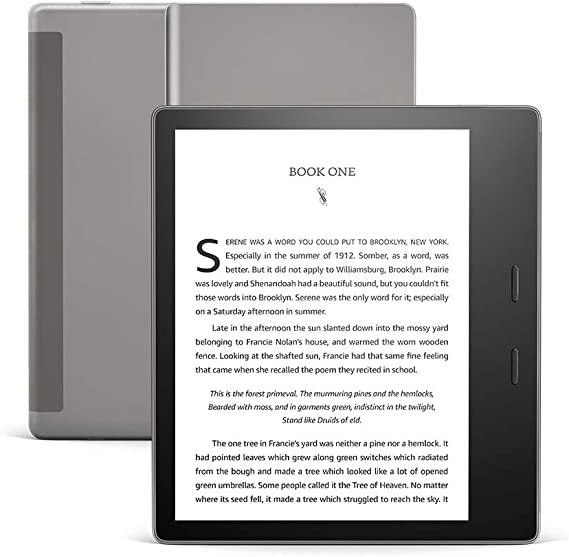 BOOK ONE
SERENE WAS A WORD YOU COULD PUT TO BROOKLYN, NEW YORK.
Especially in the summer of 1912. Somber, as a word, was
better. But it did not apply to Williamsburg, Brooklyn. Prairie
was lovely and Shenandoah had a beautiful sound, but you couldn't fit
those words into Brooklyn. Serene was the only word for it; especially
on a Saturday afternoon in summer.
Late in the afternoon the sun slanted down into the mossy yard
belonging to Francie Nolan's house, and warmed the worn wooden
fence. Looking at the shafted sun, Francie had that same fine feeling
that came when she recalled the poem they recited in school.
This is the forest primeval. The murmuring pines and the hemlocks,
Bearded with moss, and in garments green, indistinct in the twilight,
Stand like Druids of eld.
The one tree in Francie's yard was neither a pine nor a hemlock. It
had pointed leaves which grew along green switches which radiated
from the bough and made a tree which looked like a lot of opened
green umbrellas. Some people called it the Tree of Heaven. No matter
where its seed fell, it made a tree which struggled to reach the sky. It